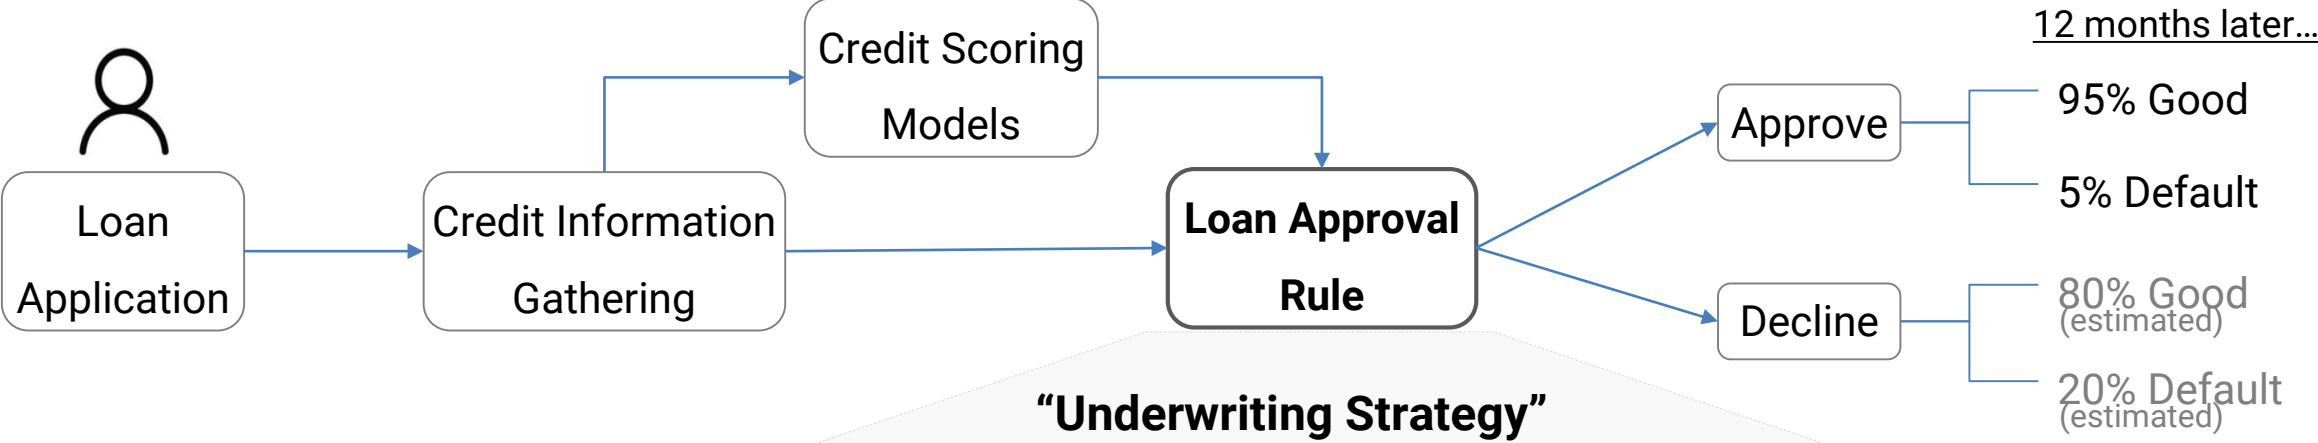 Loan
Application
Credit Information
Gathering
Credit Scoring
Models
Loan Approval
Rule
“Underwriting Strategy”
Approve
Decline
12 months later...
95% Good
5% Default
80% Good
(estimated)
20% Default
(estimated)